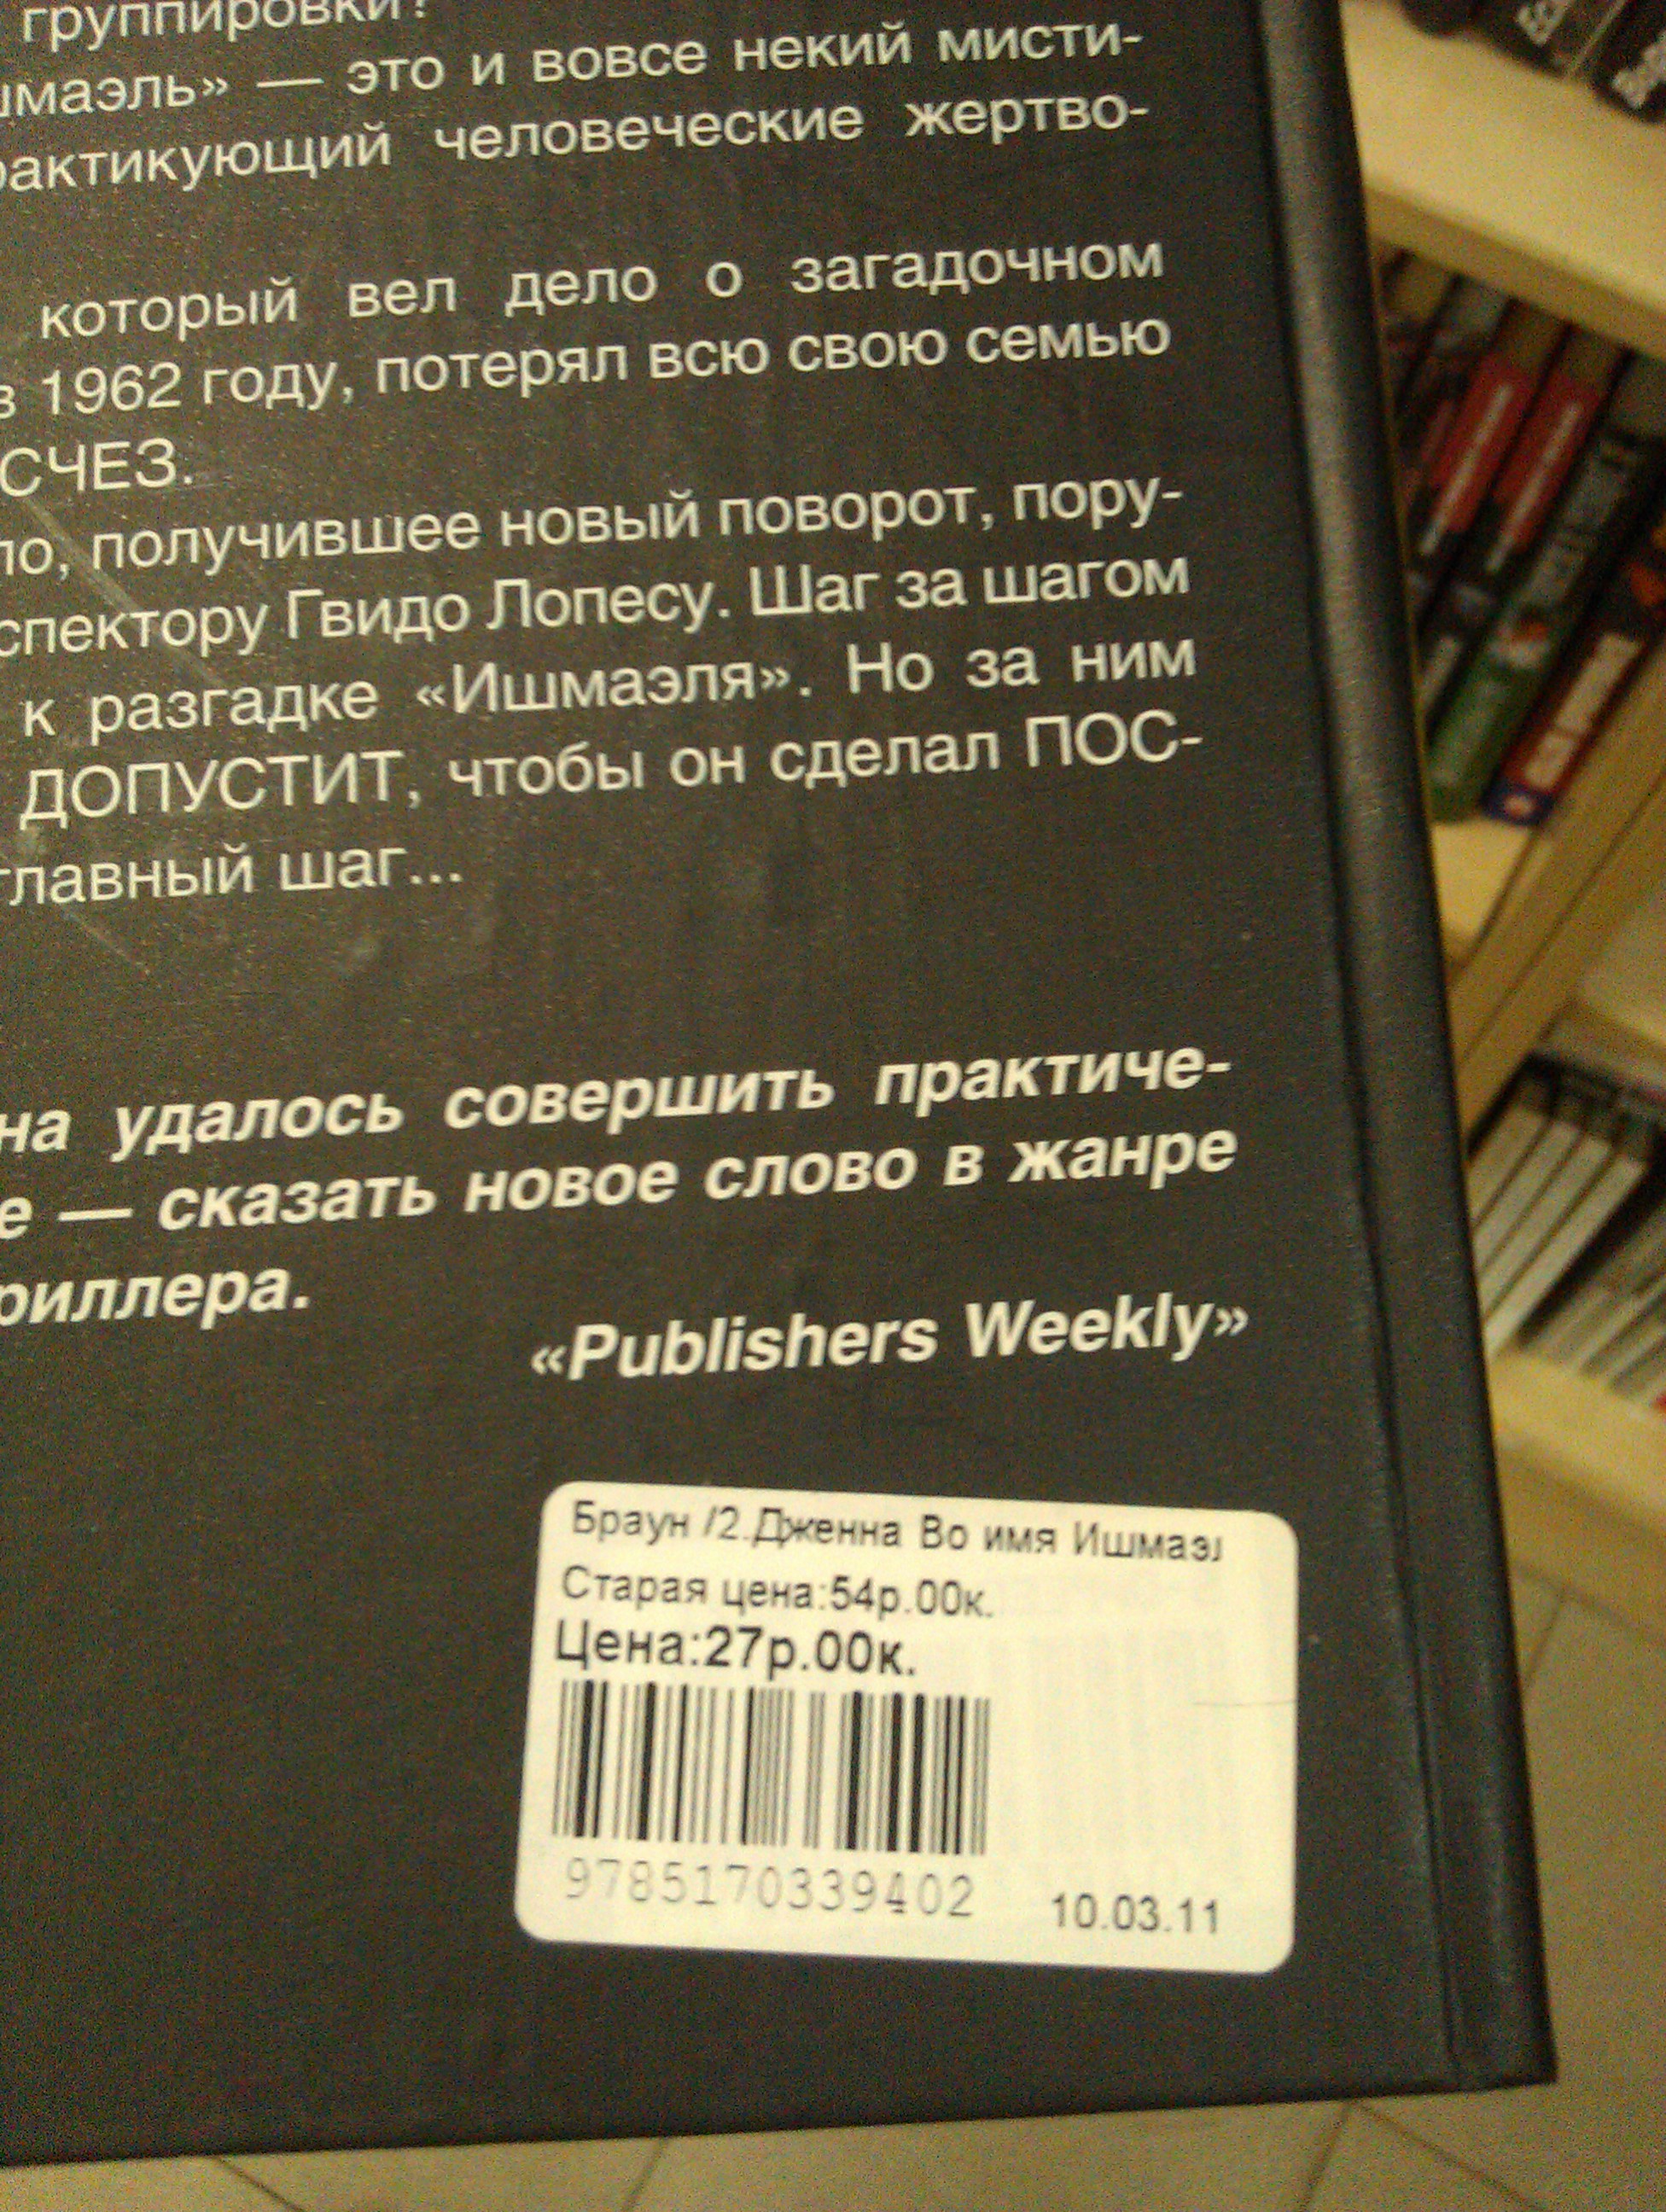 группировки?
шмаэль» — это и вовсе некий мисти-
рактикующий человеческие жертво-
который вел дело о загадочном
в 1962 году, потерял всю свою семью
СЧЕЗ.
ло, получившее новый поворот, пору-
спектору Гвидо Лопесу. Шаг за шагом
к разгадке «Ишмаэля». Но за ним
ДОПУСТИТ, чтобы он сделал ПОС-
главный шаг...
на удалось совершить практиче-
е — сказать новое слово в жанре
риллера.
«Publishers Weekly»
Браун /2.Дженна Во имя Ишмаэл
Старая цена:54р.00к.
Цена:27р.00к.
9785170339402
10.03.11